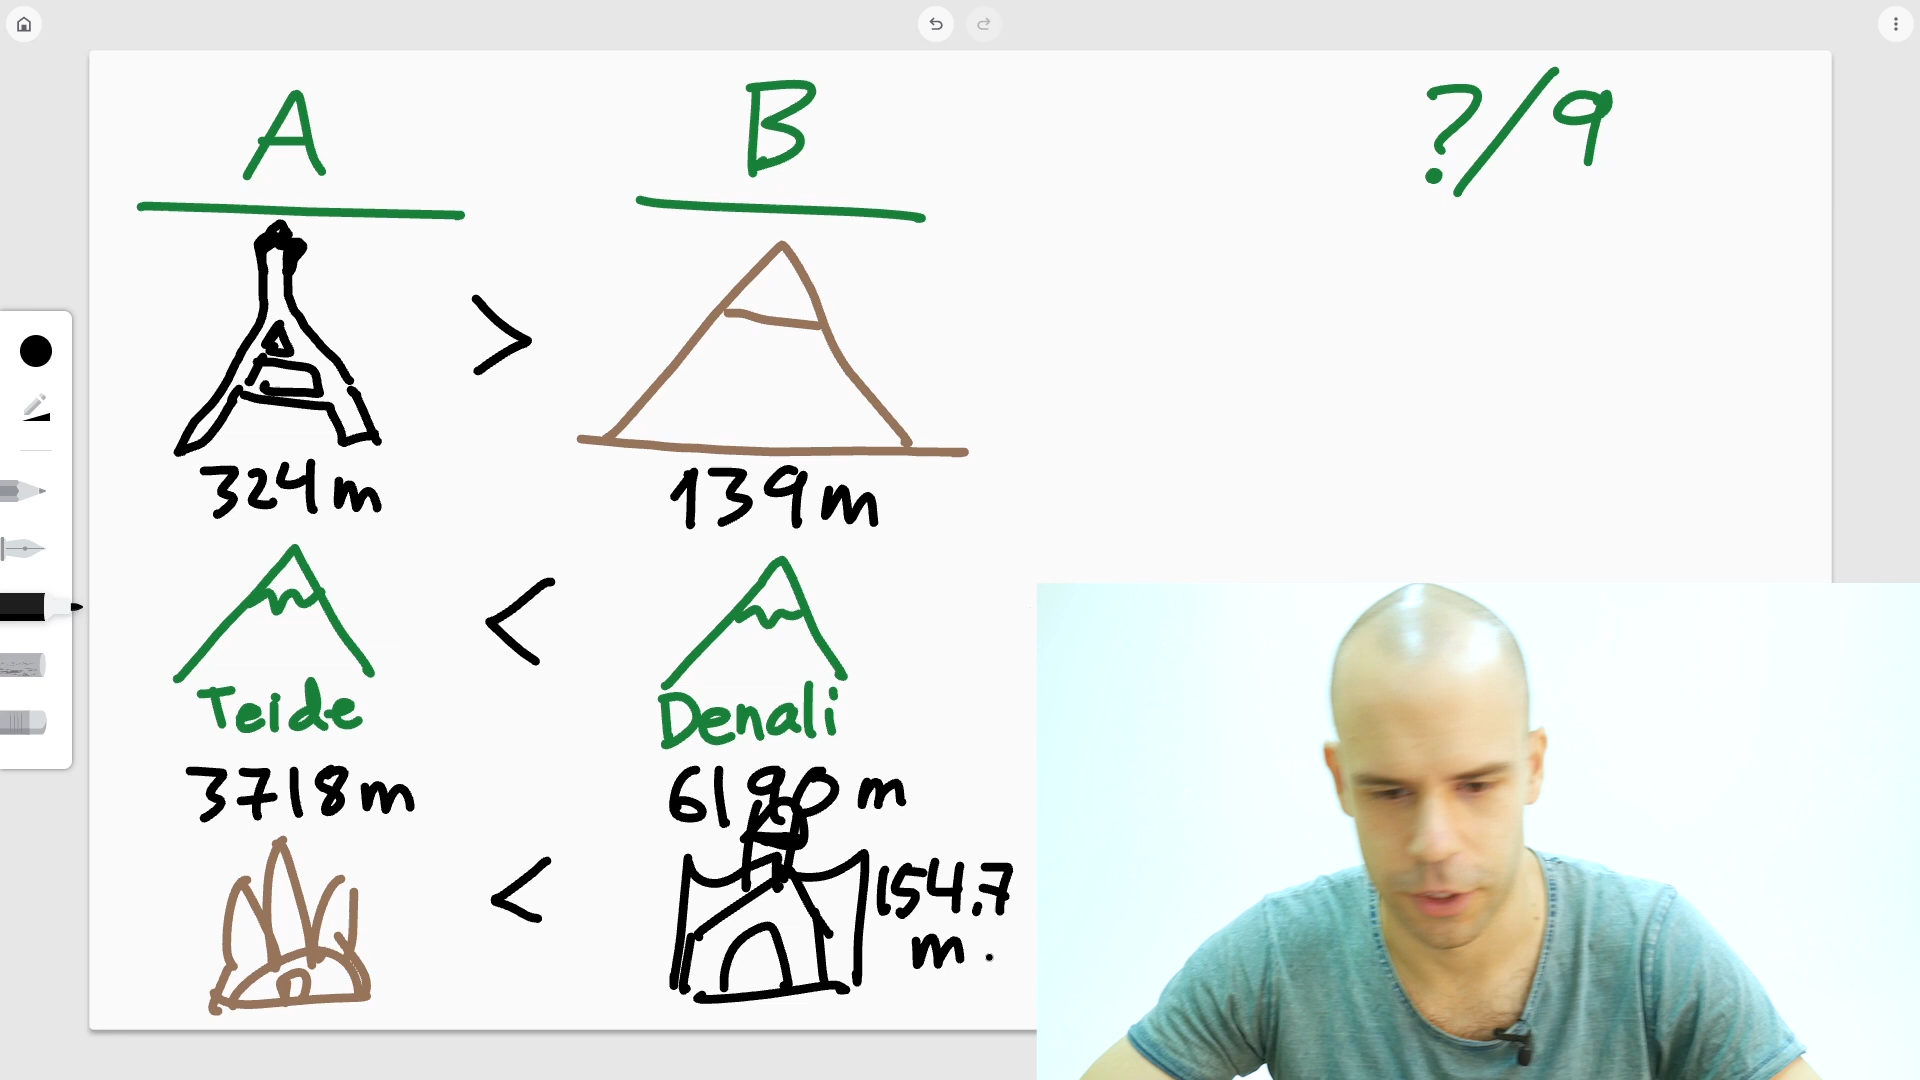 A B ?/9
>
324m 139m
<
Teide Denali
3718m 6190m
< 154.7
m.